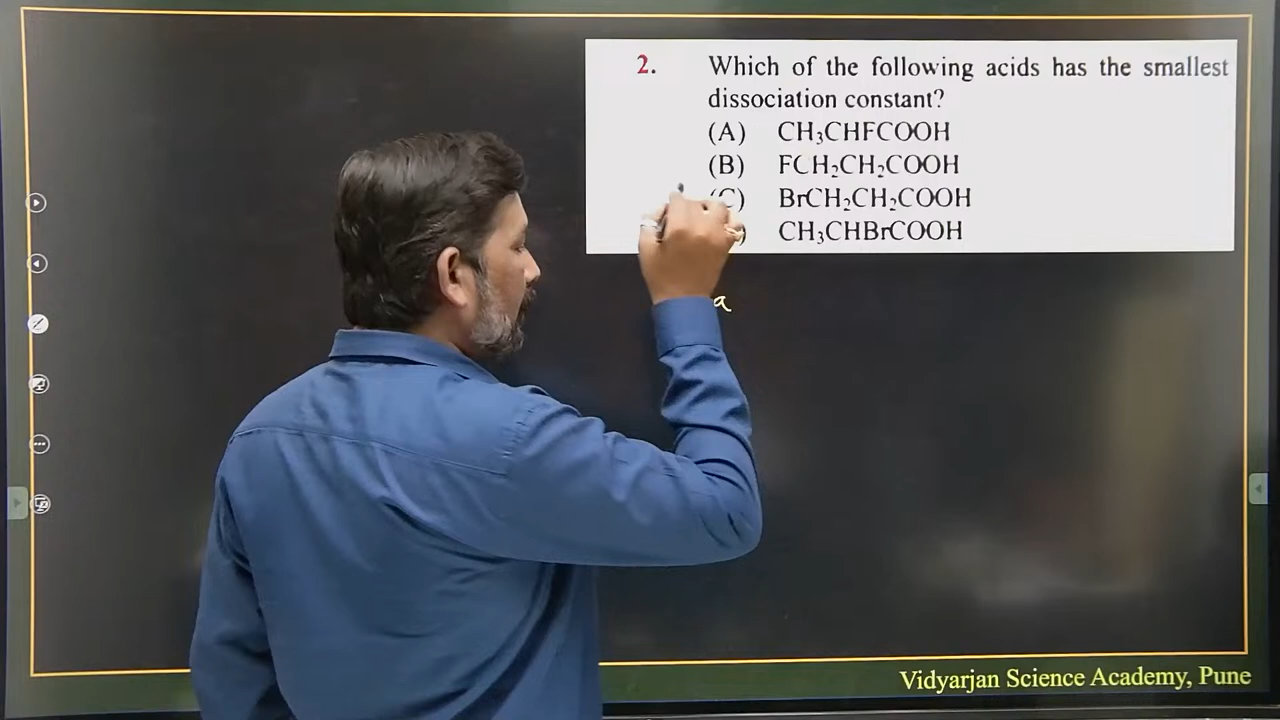 2. Which of the following acids has the smallest
dissociation constant?
(A) CH₃CHFCOOH
(B) FCH₂CH₂COOH
(C) BrCH₂CH₂COOH
) CH₃CHBrCOOH
a
Vidyarjan Science Academy, Pune